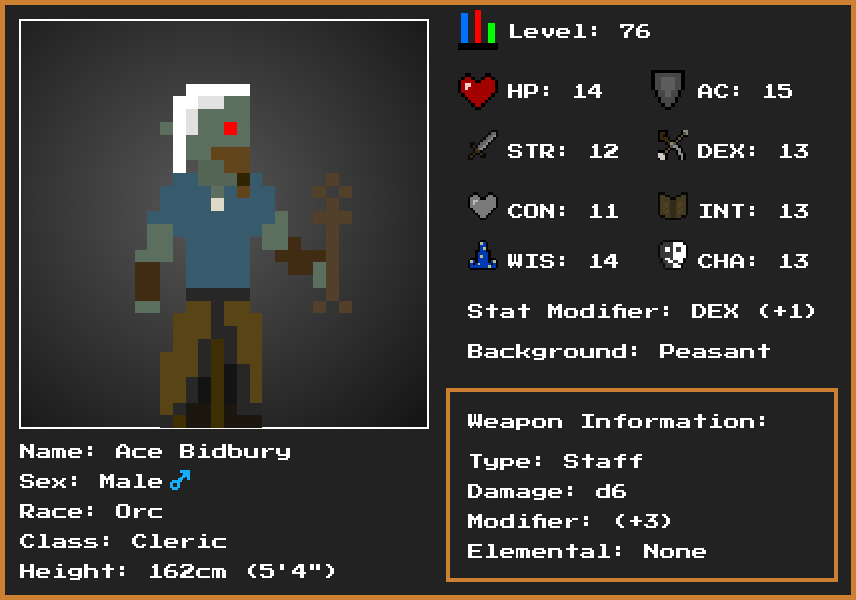 Level: 76
HP: 14
AC: 15
STR: 12
DEX: 13
CON: 11
INT: 13
WIS: 14
CHA: 13
Stat Modifier: DEX (+1)
Background: Peasant
Weapon Information:
Type: Staff
Damage: d6
Modifier: (+3)
Elemental: None
Name: Ace Bidbury
Sex: Male ♂
Race: Orc
Class: Cleric
Height: 162cm (5'4")